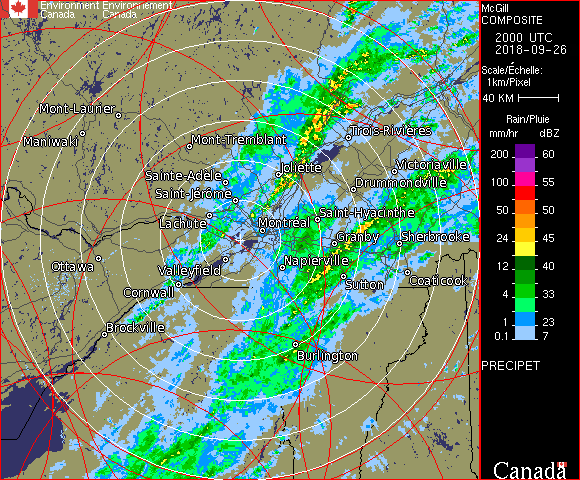 Environment Environnement
Canada Canada
McGill
COMPOSITE
2000 UTC
2018-09-26
Scale/Échelle:
1km/Pixel
40 KM
Rain/Pluie
mm/hr dBZ
200 60
100 55
50 50
24 45
12 40
4 33
1 23
0.1 7
PRECIPET
Canada
Mont-Laurier
Maniwaki
Mont-Tremblant
Trois-Rivières
Joliette
Victoriaville
Sainte-Adèle
Drummondville
Saint-Jérôme
Saint-Hyacinthe
Lachute
Montréal
Granby
Sherbrooke
Ottawa
Valleyfield
Napierville
Cornwall
Sutton
Coaticook
Brockville
Burlington